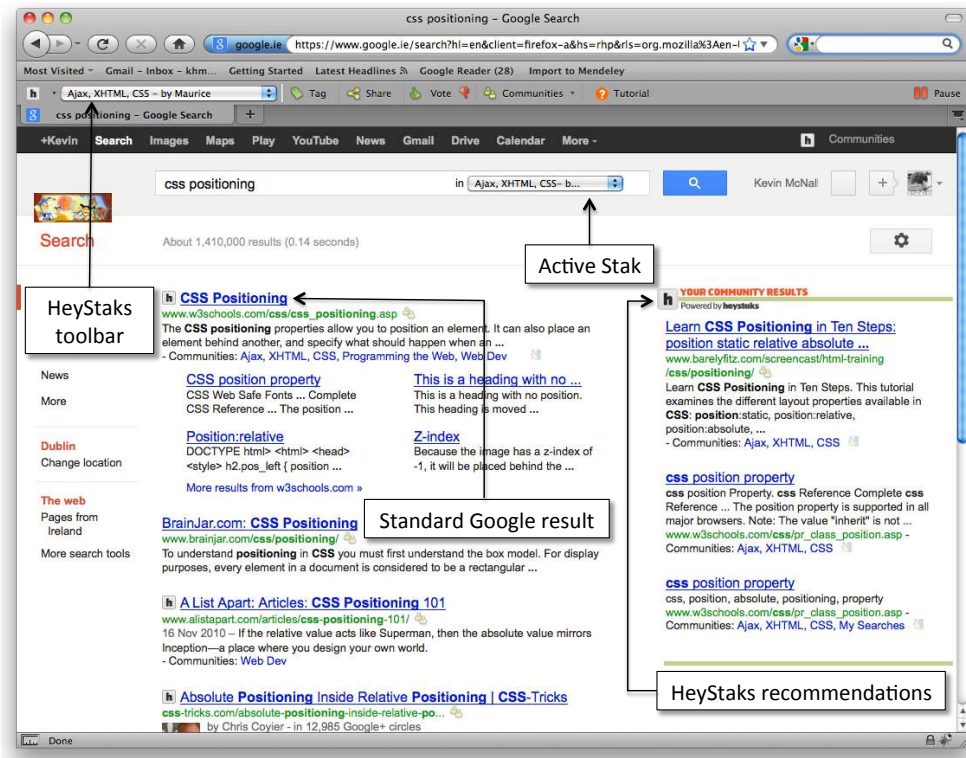 css positioning – Google Search
google.ie https://www.google.ie/search?hl=en&client=firefox-a&hs=rhp&rls=org.mozilla%3Aen-
Most Visited Gmail – Inbox – khm... Getting Started Latest Headlines Google Reader (28) Import to Mendeley
h Ajax, XHTML, CSS – by Maurice Tag Share Vote Communities Tutorial Pause
8 css positioning – Google Search +
+Kevin Search Images Maps Play YouTube News Gmail Drive Calendar More h Communities
css positioning in Ajax, XHTML, CSS– b... Kevin McNall +
Search About 1,410,000 results (0.14 seconds)
Active Stak
HeyStaks
toolbar
News
More
Dublin
Change location
The web
Pages from
Ireland
More search tools
h CSS Positioning
www.w3schools.com/css/css_positioning.asp
The CSS positioning properties allow you to position an element. It can also place an
element behind another, and specify what should happen when an ...
- Communities: Ajax, XHTML, CSS, Programming the Web, Web Dev
CSS position property
CSS Web Safe Fonts ... Complete
CSS Reference ... The position ...
This is a heading with no ...
This is a heading with no position.
This heading is moved ...
Position:relative
DOCTYPE html> <html> <head>
<style> h2.pos_left { position ...
Z-index
Because the image has a z-index of
-1, it will be placed behind the ...
More results from w3schools.com »
Standard Google result
BrainJar.com: CSS Positioning
www.brainjar.com/css/positioning/
To understand positioning in CSS you must first understand the box model. For display
purposes, every element in a document is considered to be a rectangular ...
h A List Apart: Articles: CSS Positioning 101
www.alistapart.com/articles/css-positioning-101/
16 Nov 2010 – If the relative value acts like Superman, then the absolute value mirrors
Inception—a place where you design your own world.
- Communities: Web Dev
h Absolute Positioning Inside Relative Positioning | CSS-Tricks
css-tricks.com/absolute-positioning-inside-relative-po...
by Chris Coyier - in 12,985 Google+ circles
h YOUR COMMUNITY RESULTS
Powered by heystaks
Learn CSS Positioning in Ten Steps:
position static relative absolute ...
www.barelyfitz.com/screencast/html-training
/css/positioning/
Learn CSS Positioning in Ten Steps. This tutorial
examines the different layout properties available in
CSS: position:static, position:relative,
position:absolute, ...
- Communities: Ajax, XHTML, CSS
css position property
css position Property. css Reference Complete css
Reference ... The position property is supported in all
major browsers. Note: The value "inherit" is not ...
www.w3schools.com/css/pr_class_position.asp -
Communities: Ajax, XHTML, CSS
css position property
css, position, absolute, positioning, property
www.w3schools.com/css/pr_class_position.asp -
Communities: Ajax, XHTML, CSS, My Searches
HeyStaks recommendations
Done